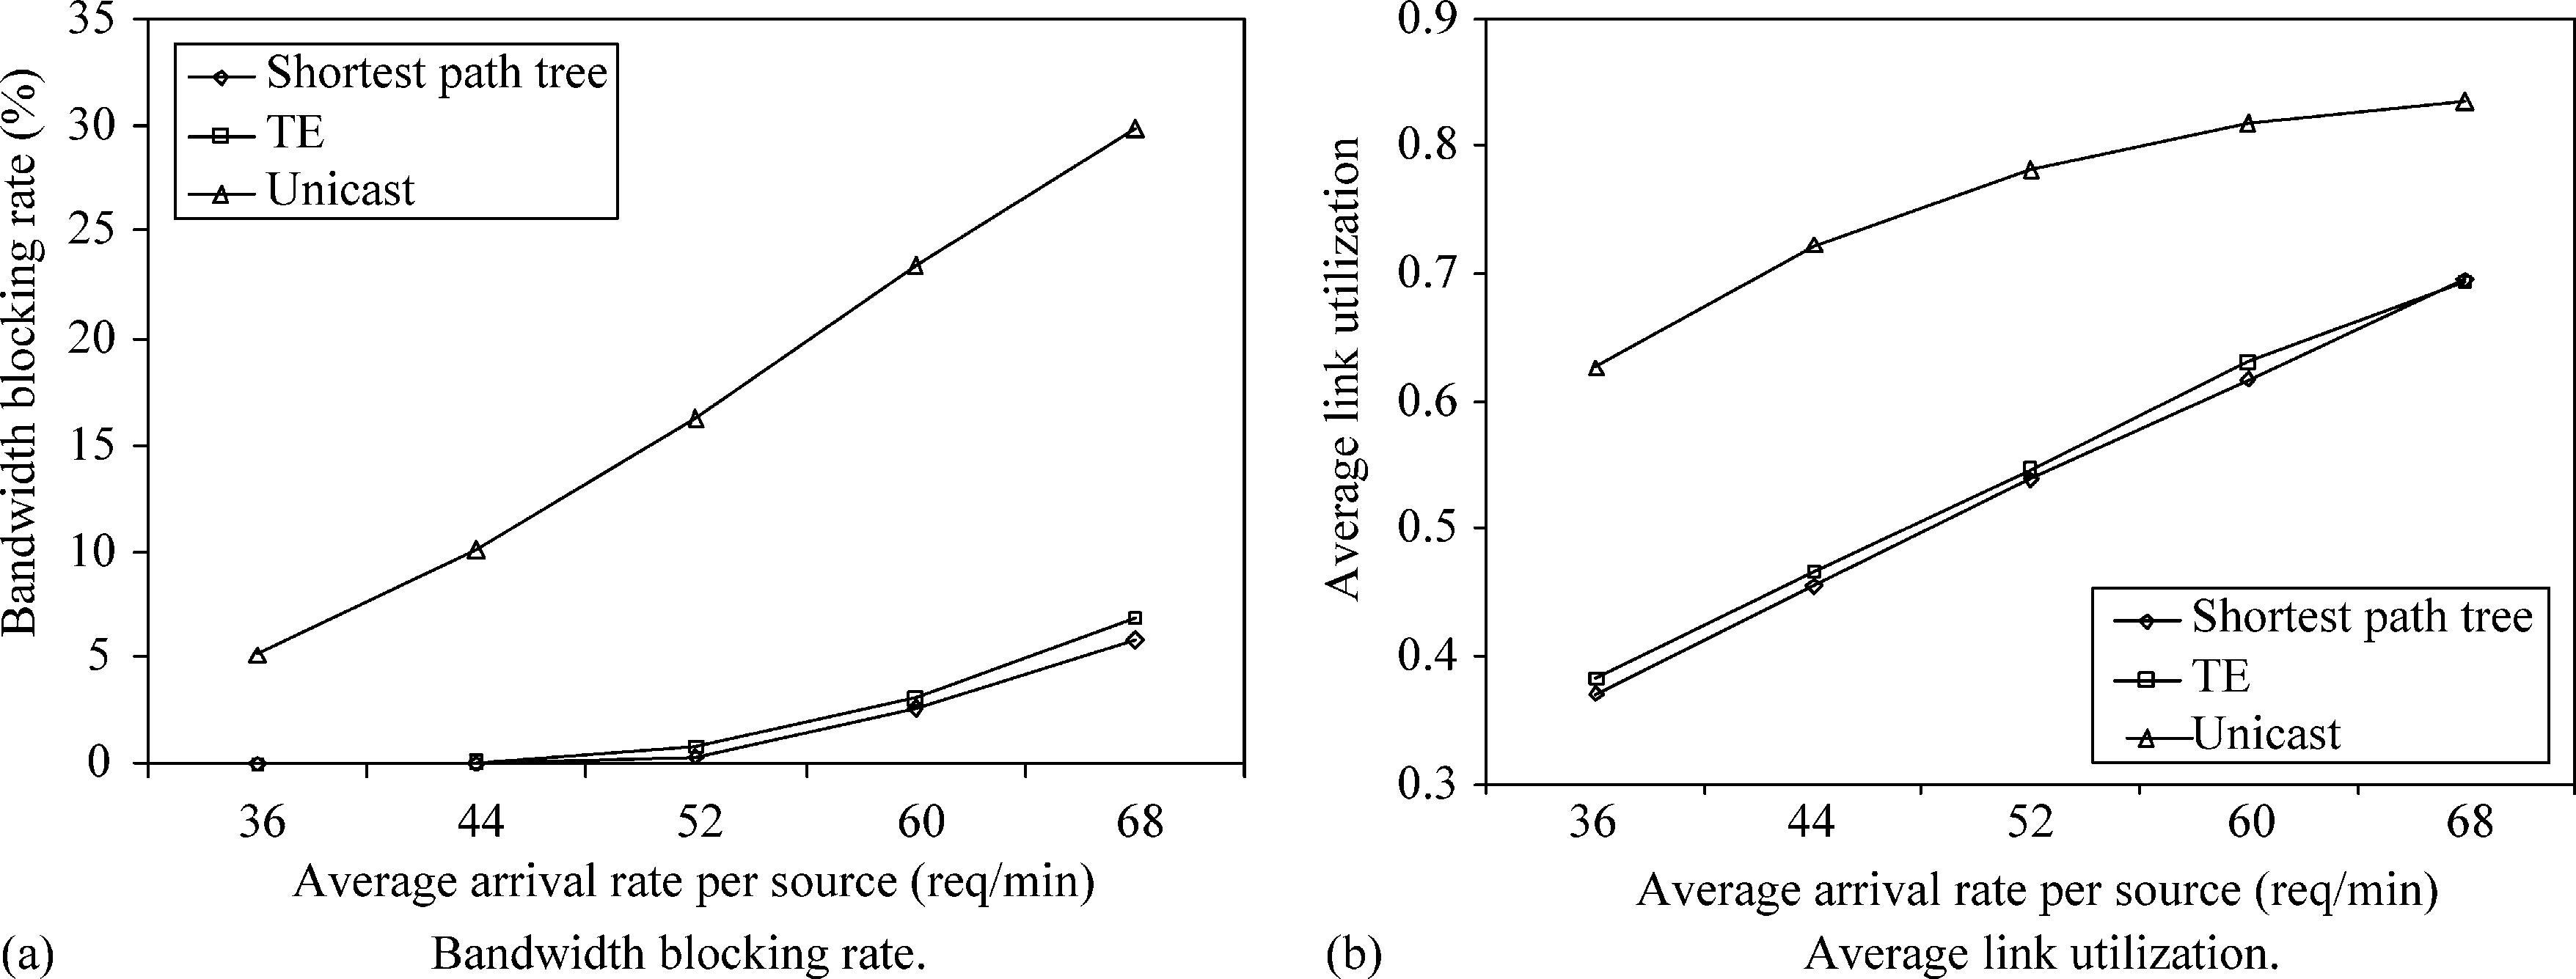 Bandwidth blocking rate (%)
35
30
25
20
15
10
5
0
Shortest path tree
TE
Unicast
36 44 52 60 68
Average arrival rate per source (req/min)
(a) Bandwidth blocking rate.
Average link utilization
0.9
0.8
0.7
0.6
0.5
0.4
0.3
Shortest path tree
TE
Unicast
36 44 52 60 68
Average arrival rate per source (req/min)
(b) Average link utilization.